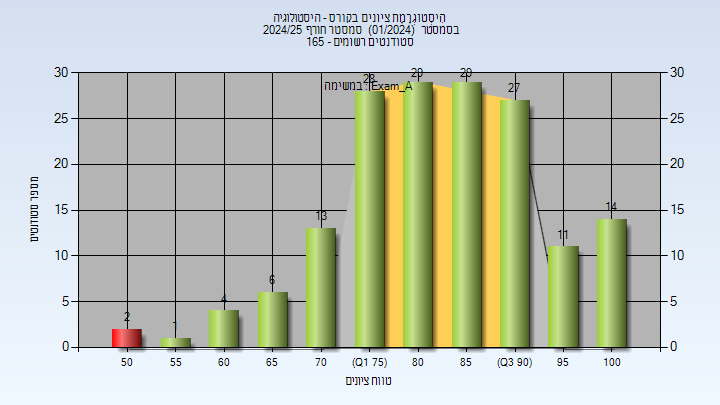 היסטוגרמת ציונים בקורס - היסטולוגיה
בסמסטר (01/2024) סמסטר חורף 2024/25
סטודנטים רשומים - 165
במשימה: Exam_A
30 30
25 25
20 20
15 15
10 10
5 5
0 0
2 1 4 6 13 28 29 29 27 11 14
מספר סטודנטים
50 55 60 65 70 (Q1 75) 80 85 (Q3 90) 95 100
טווח ציונים